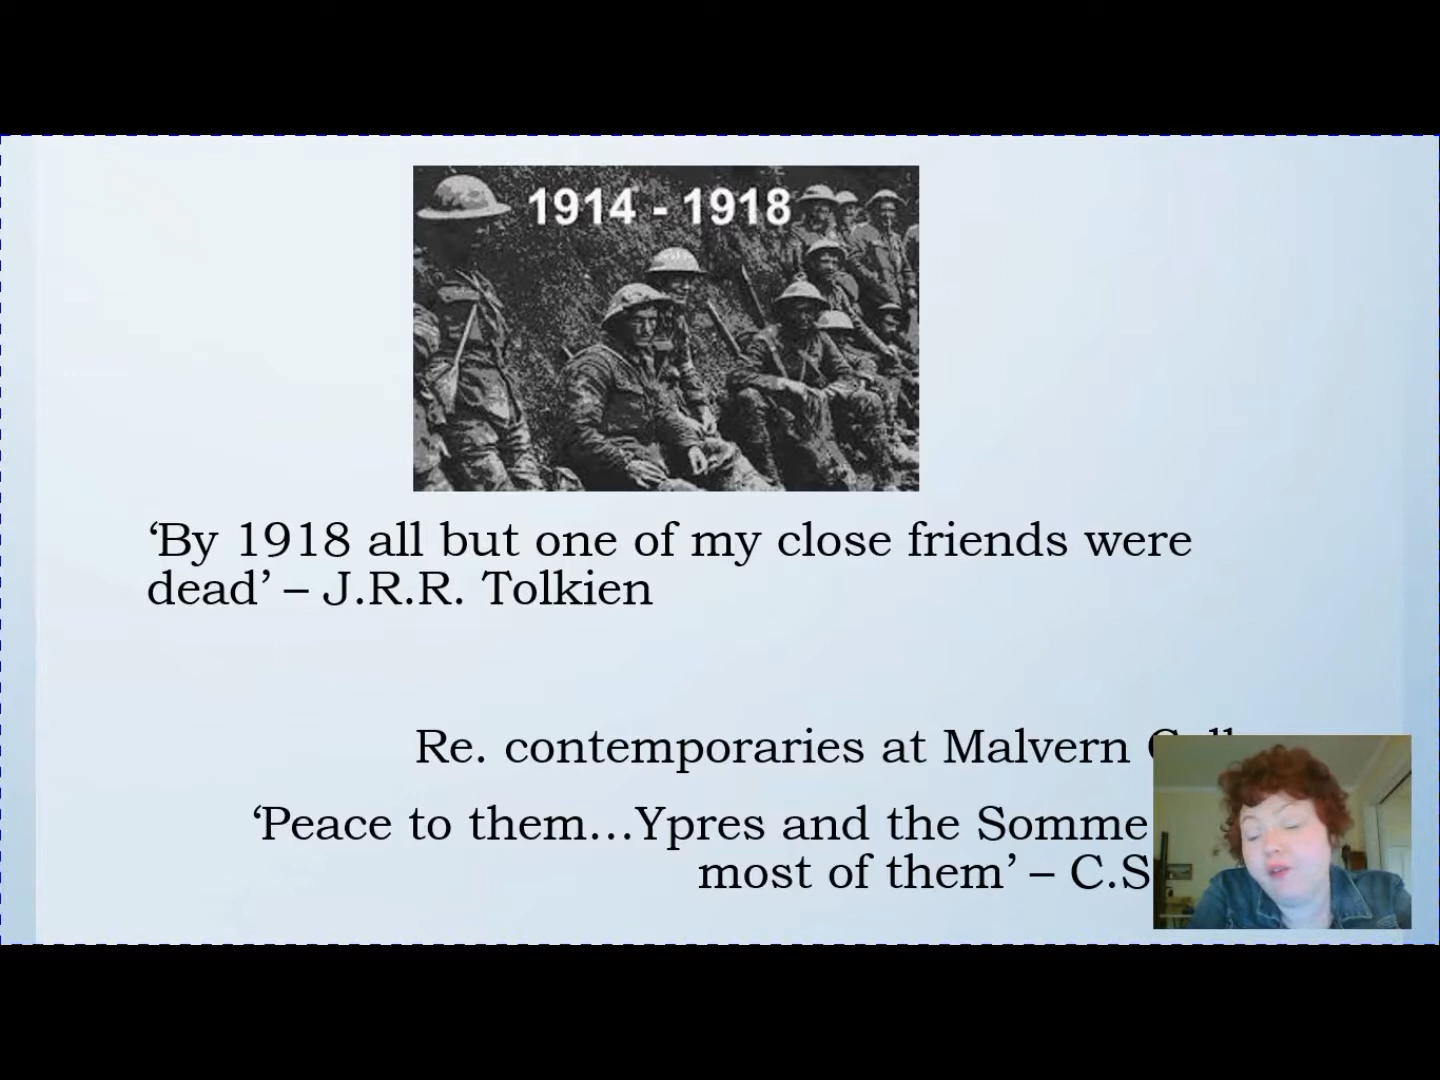 1914 - 1918
‘By 1918 all but one of my close friends were
dead’ – J.R.R. Tolkien
Re. contemporaries at Malvern
‘Peace to them…Ypres and the Somme
most of them’ – C.S